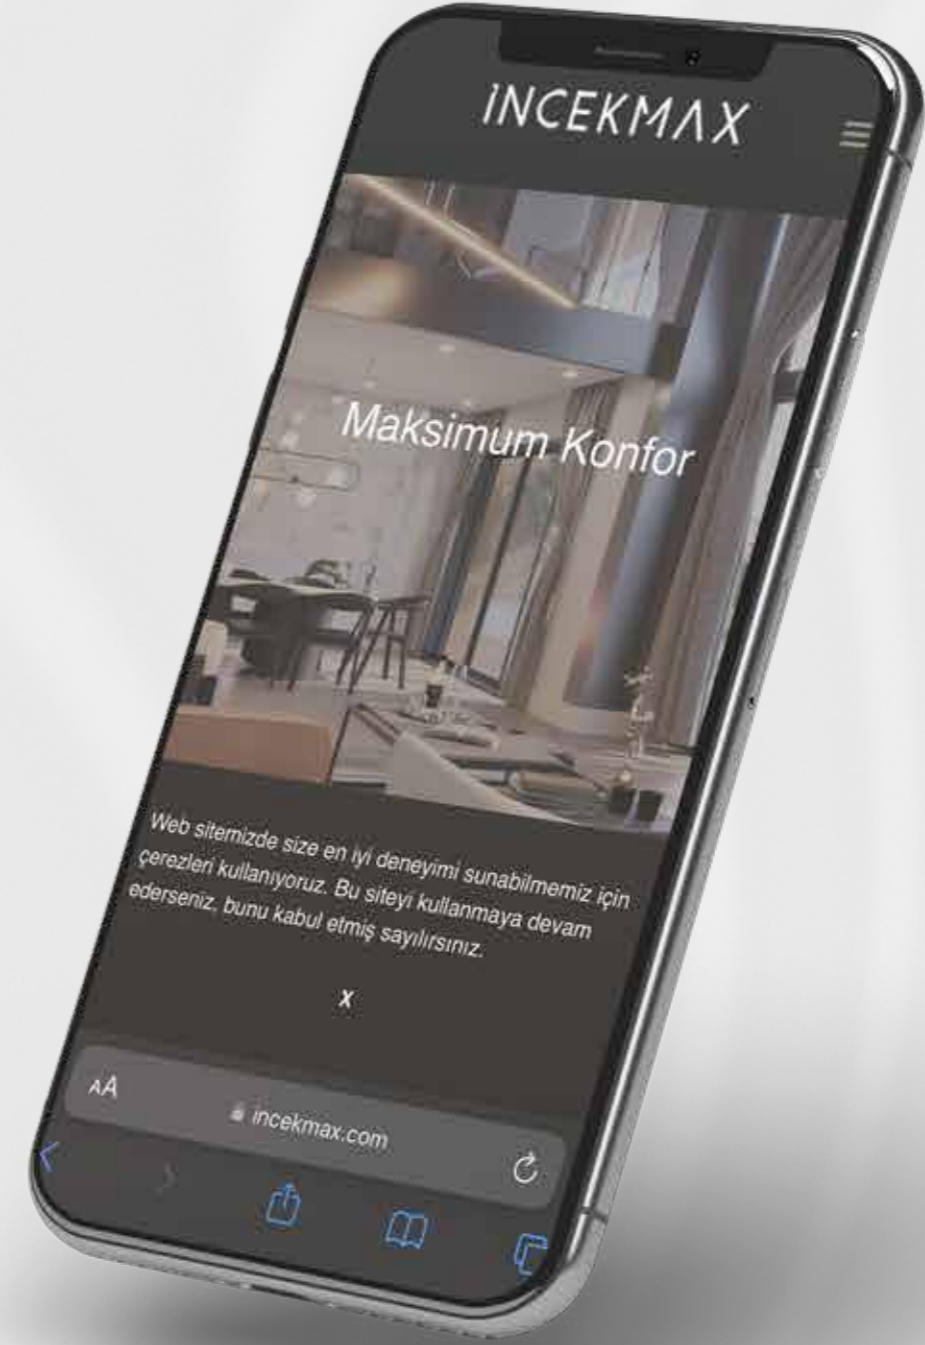 İNCEKMAX
Maksimum Konfor
Web sitemizde size en iyi deneyimi sunabilmemiz için
çerezleri kullanıyoruz. Bu siteyi kullanmaya devam
ederseniz, bunu kabul etmiş sayılırsınız.
X
AA
incekmax.com